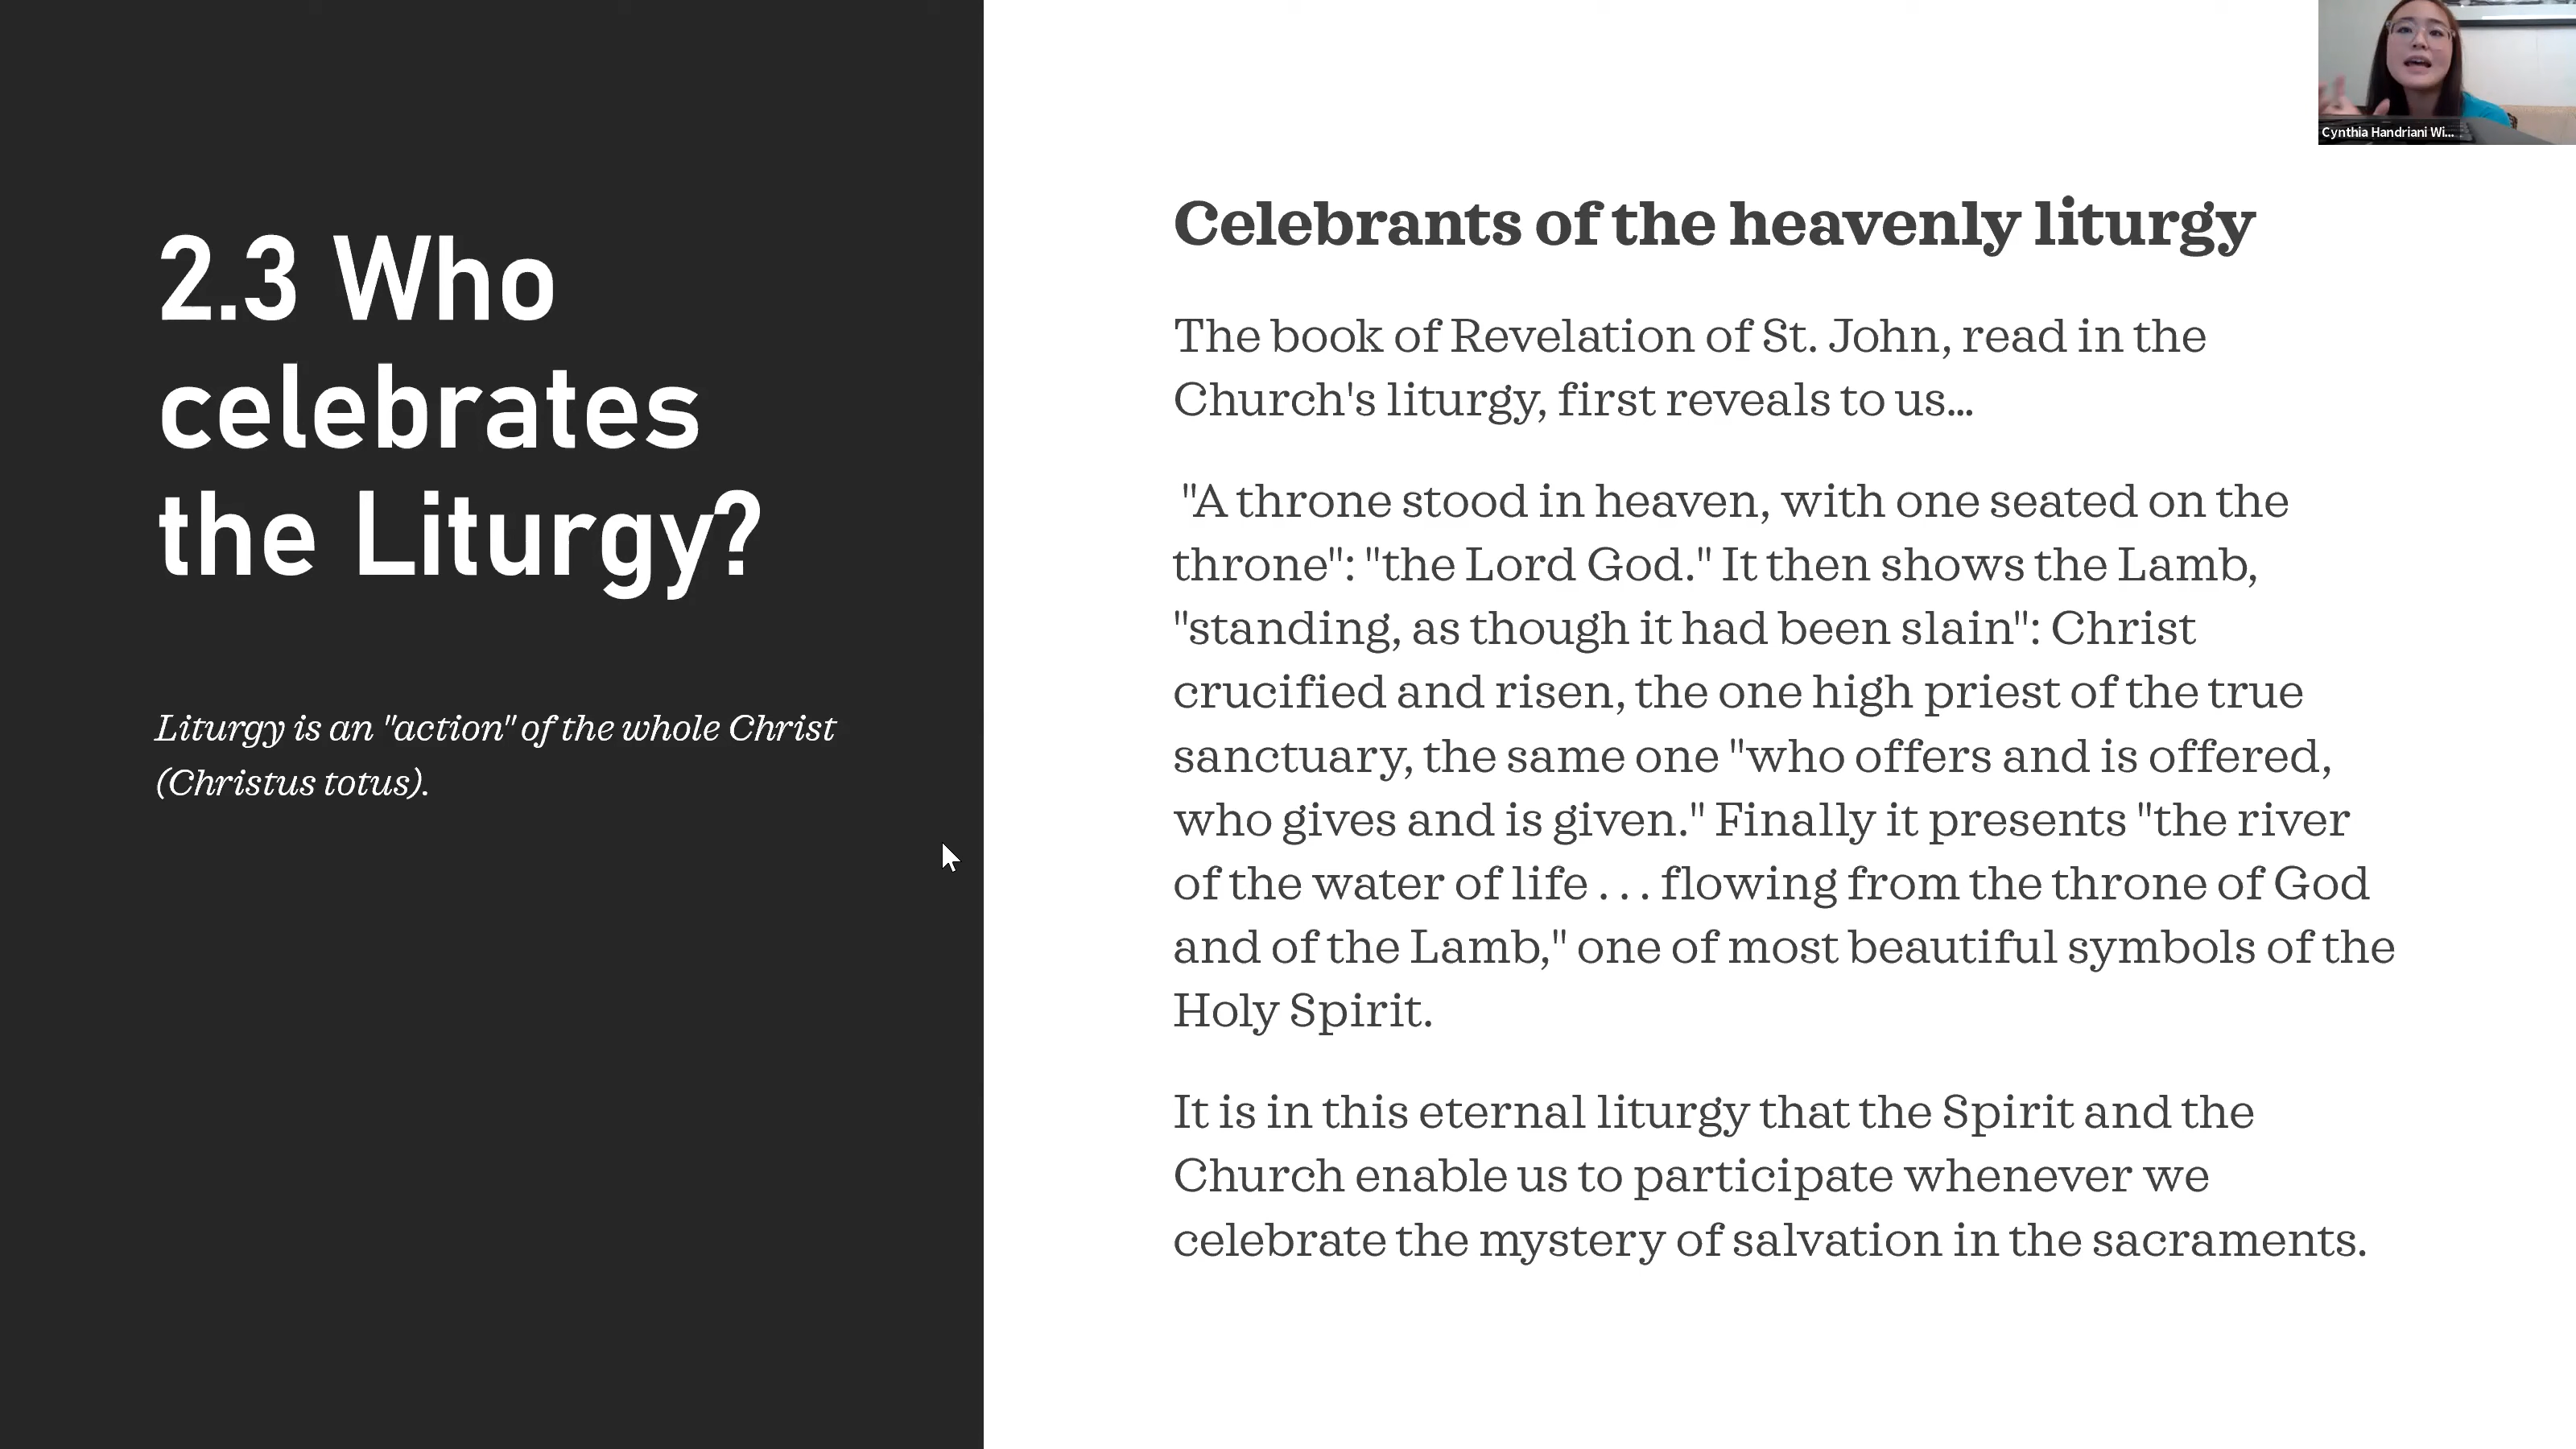 2.3 Who
celebrates
the Liturgy?
Liturgy is an "action" of the whole Christ
(Christus totus).
Celebrants of the heavenly liturgy
The book of Revelation of St. John, read in the
Church's liturgy, first reveals to us...
"A throne stood in heaven, with one seated on the
throne": "the Lord God." It then shows the Lamb,
"standing, as though it had been slain": Christ
crucified and risen, the one high priest of the true
sanctuary, the same one "who offers and is offered,
who gives and is given." Finally it presents "the river
of the water of life . . . flowing from the throne of God
and of the Lamb," one of most beautiful symbols of the
Holy Spirit.
It is in this eternal liturgy that the Spirit and the
Church enable us to participate whenever we
celebrate the mystery of salvation in the sacraments.
Cynthia Handriani Wi...